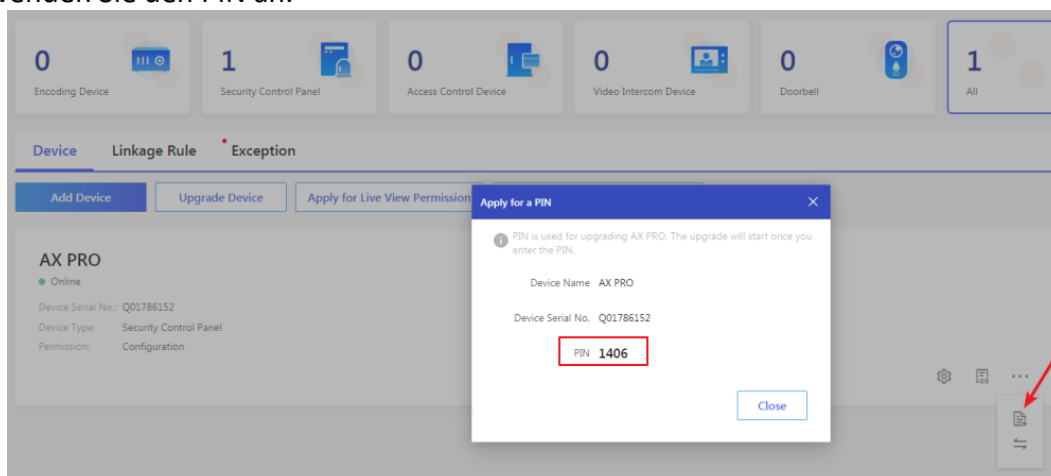 wenden Sie den PIN an.
0
Encoding Device
1
Security Control Panel
0
Access Control Device
0
Video Intercom Device
0
Doorbell
1
All
Device Linkage Rule Exception
Add Device Upgrade Device Apply for Live View Permission
Apply for a PIN
PIN is used for upgrading AX PRO. The upgrade will start once you
enter the PIN.
Device Name AX PRO
Device Serial No. Q01786152
PIN 1406
Close
AX PRO
Online
Device Serial No.: Q01786152
Device Type: Security Control Panel
Permission: Configuration